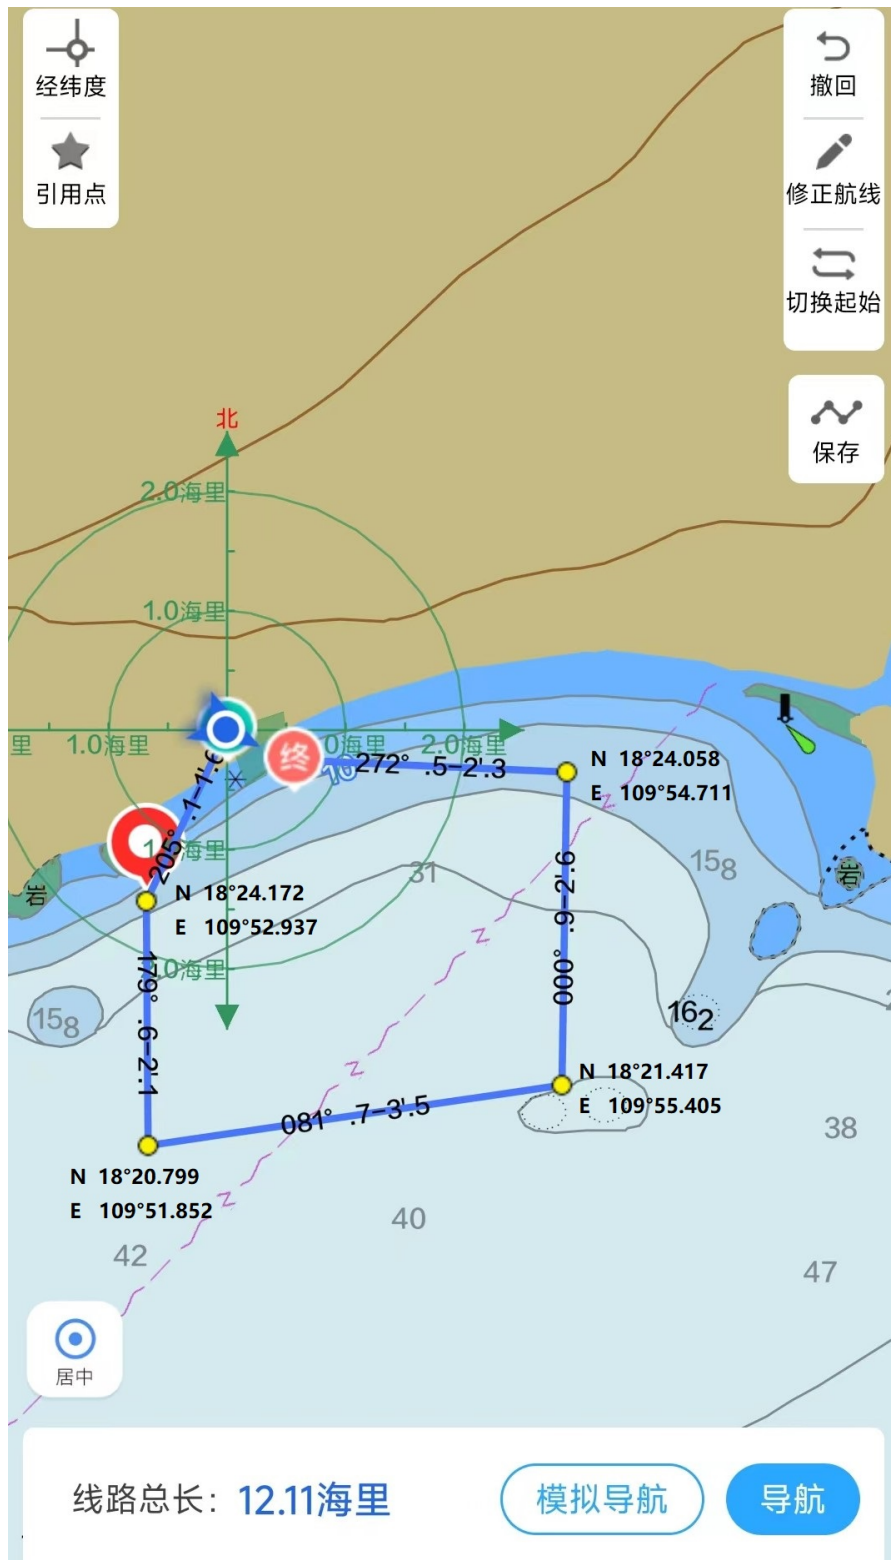 经纬度
引用点
撤回
修正航线
切换起始
保存
北
2.0海里
1.0海里
里
1.0海里
终
0海里
2.0海里
10
272° .5-2'.3
N 18°24.058
E 109°54.711
205° .1-1'.6
海里
岩
岩
31
15₈
N 18°24.172
E 109°52.937
000° .9-2'.6
179° .6-2'.1
.0海里
15₈
16₂
N 18°21.417
E 109°55.405
081° .7-3'.5
38
N 18°20.799
E 109°51.852
40
42
47
居中
线路总长: 12.11海里
模拟导航
导航